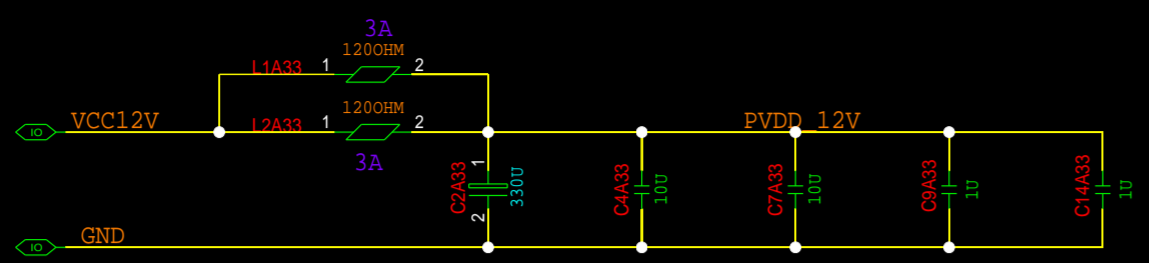 3A
120OHM
L1A33 1 2
120OHM
IO VCC12V L2A33 1 2 PVDD_12V
3A
C2A33 1 2 330U
C4A33 10U
C7A33 10U
C9A33 1U
C14A33 1U
IO GND